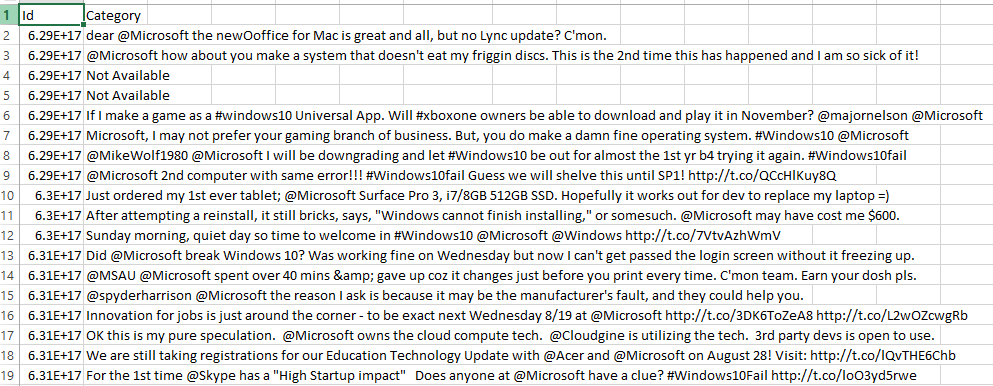 1 Id Category
2 6.29E+17 dear @Microsoft the newOoffice for Mac is great and all, but no Lync update? C'mon.
3 6.29E+17 @Microsoft how about you make a system that doesn't eat my friggin discs. This is the 2nd time this has happened and I am so sick of it!
4 6.29E+17 Not Available
5 6.29E+17 Not Available
6 6.29E+17 If I make a game as a #windows10 Universal App. Will #xboxone owners be able to download and play it in November? @majornelson @Microsoft
7 6.29E+17 Microsoft, I may not prefer your gaming branch of business. But, you do make a damn fine operating system. #Windows10 @Microsoft
8 6.29E+17 @MikeWolf1980 @Microsoft I will be downgrading and let #Windows10 be out for almost the 1st yr b4 trying it again. #Windows10fail
9 6.29E+17 @Microsoft 2nd computer with same error!!! #Windows10fail Guess we will shelve this until SP1! http://t.co/QCcHlKuy8Q
10 6.3E+17 Just ordered my 1st ever tablet; @Microsoft Surface Pro 3, i7/8GB 512GB SSD. Hopefully it works out for dev to replace my laptop =)
11 6.3E+17 After attempting a reinstall, it still bricks, says, "Windows cannot finish installing," or somesuch. @Microsoft may have cost me $600.
12 6.3E+17 Sunday morning, quiet day so time to welcome in #Windows10 @Microsoft @Windows http://t.co/7VtvAzhWmV
13 6.31E+17 Did @Microsoft break Windows 10? Was working fine on Wednesday but now I can't get passed the login screen without it freezing up.
14 6.31E+17 @MSAU @Microsoft spent over 40 mins &amp; gave up coz it changes just before you print every time. C'mon team. Earn your dosh pls.
15 6.31E+17 @spyderharrison @Microsoft the reason I ask is because it may be the manufacturer's fault, and they could help you.
16 6.31E+17 Innovation for jobs is just around the corner - to be exact next Wednesday 8/19 at @Microsoft http://t.co/3DK6ToZeA8 http://t.co/L2wOZcwgRb
17 6.31E+17 OK this is my pure speculation. @Microsoft owns the cloud compute tech. @Cloudgine is utilizing the tech. 3rd party devs is open to use.
18 6.31E+17 We are still taking registrations for our Education Technology Update with @Acer and @Microsoft on August 28! Visit: http://t.co/lQvTHE6Chb
19 6.31E+17 For the 1st time @Skype has a "High Startup impact" Does anyone at @Microsoft have a clue? #Windows10Fail http://t.co/loO3yd5rwe